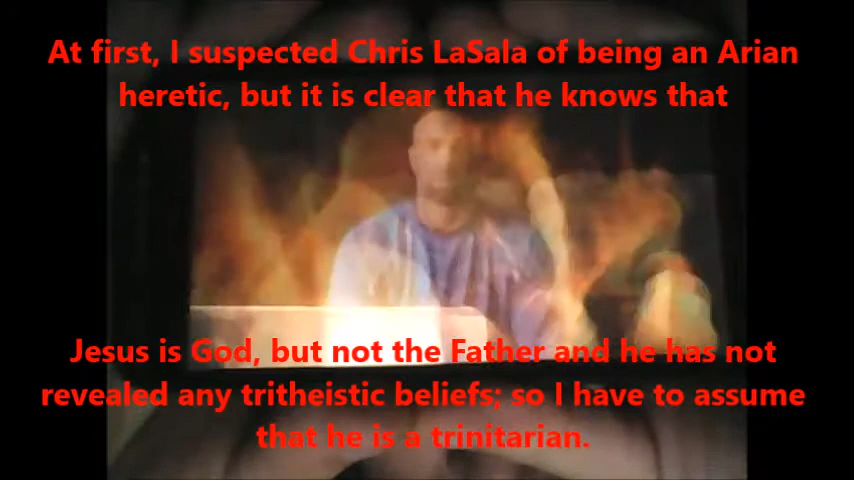 At first, I suspected Chris LaSala of being an Arian
heretic, but it is clear that he knows that
Jesus is God, but not the Father and he has not
revealed any tritheistic beliefs; so I have to assume
that he is a trinitarian.